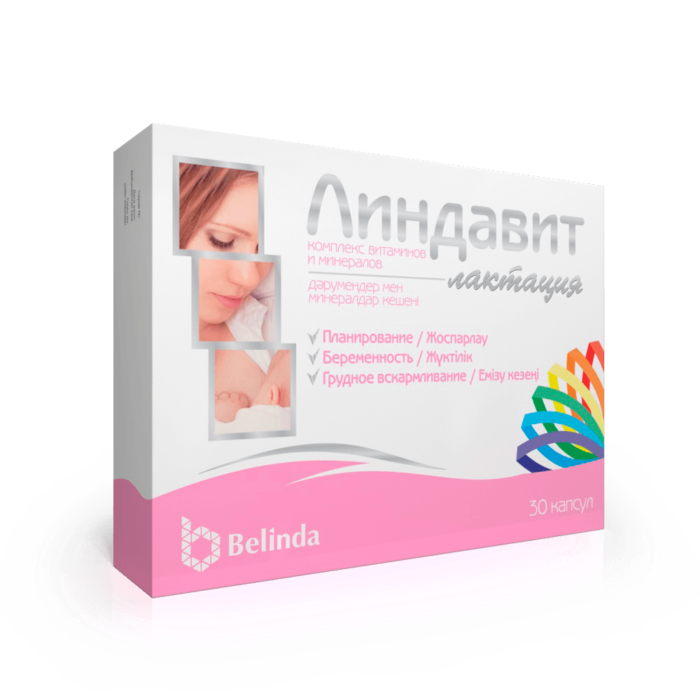 Линдавит
комплекс витаминов
и минералов
лактация
дәрумендер мен
минералдар кешені
Планирование / Жоспарлау
Беременность / Жүктілік
Грудное вскармливание / Емізу кезеңі
30 капсул
Belinda